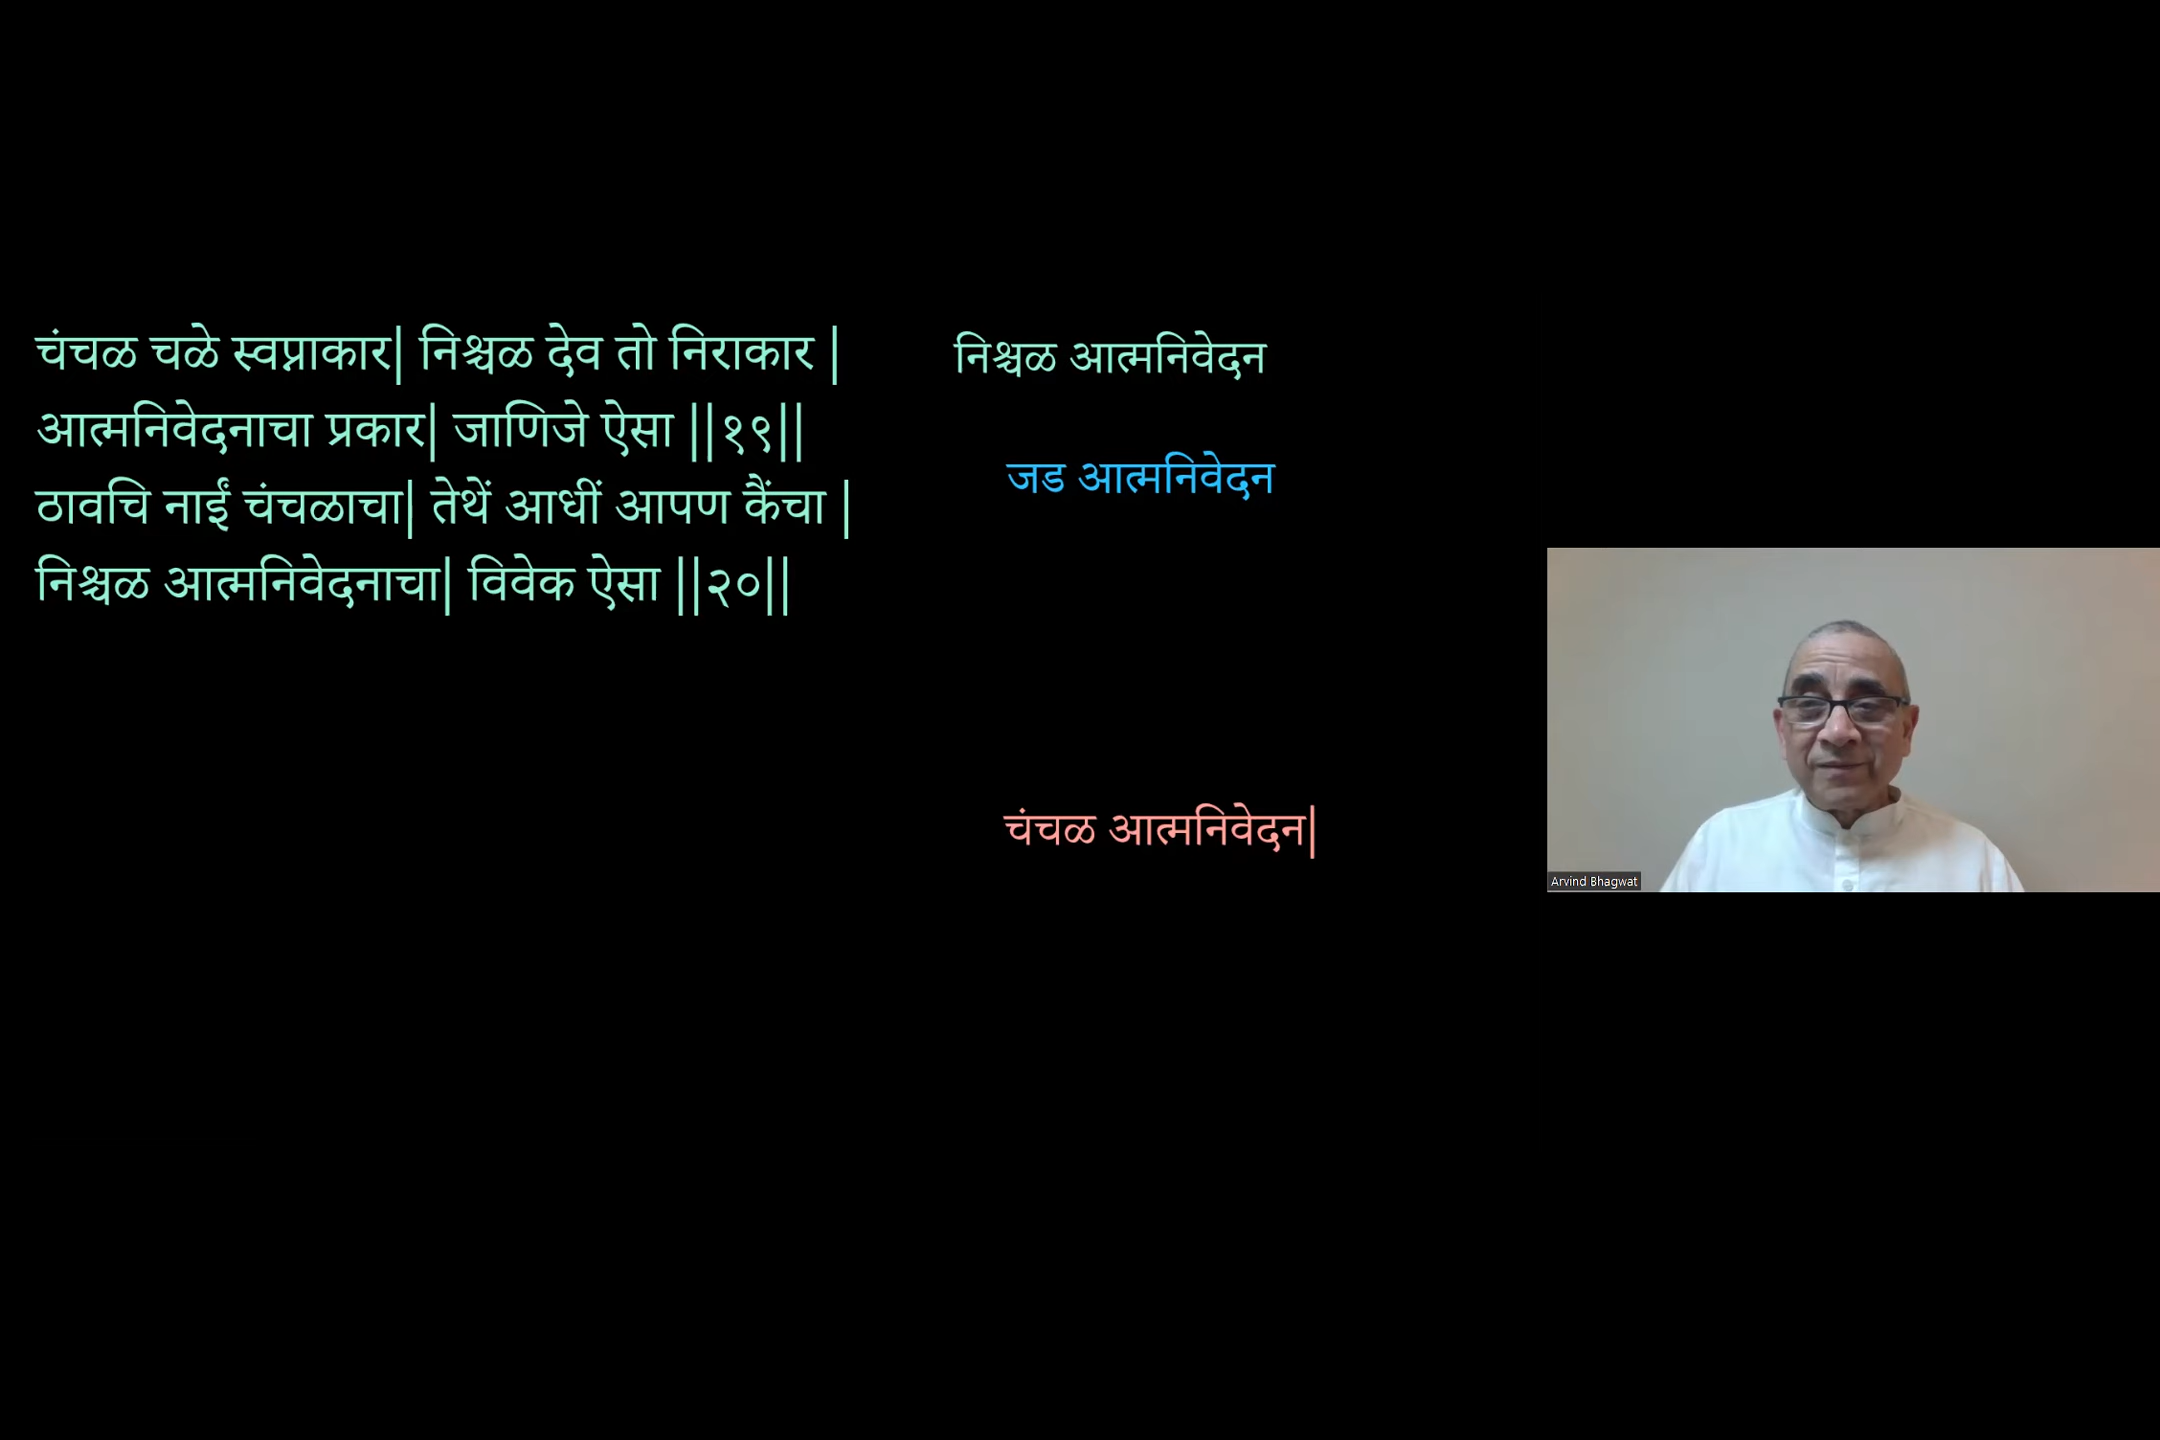 चंचळ चळे स्वप्नाकार| निश्चळ देव तो निराकार |
आत्मनिवेदनाचा प्रकार| जाणिजे ऐसा ||१९||
ठावचि नाईं चंचळाचा| तेथें आधीं आपण कैंचा |
निश्चळ आत्मनिवेदनाचा| विवेक ऐसा ||२०||
निश्चळ आत्मनिवेदन
जड आत्मनिवेदन
चंचळ आत्मनिवेदन|
Arvind Bhagwat